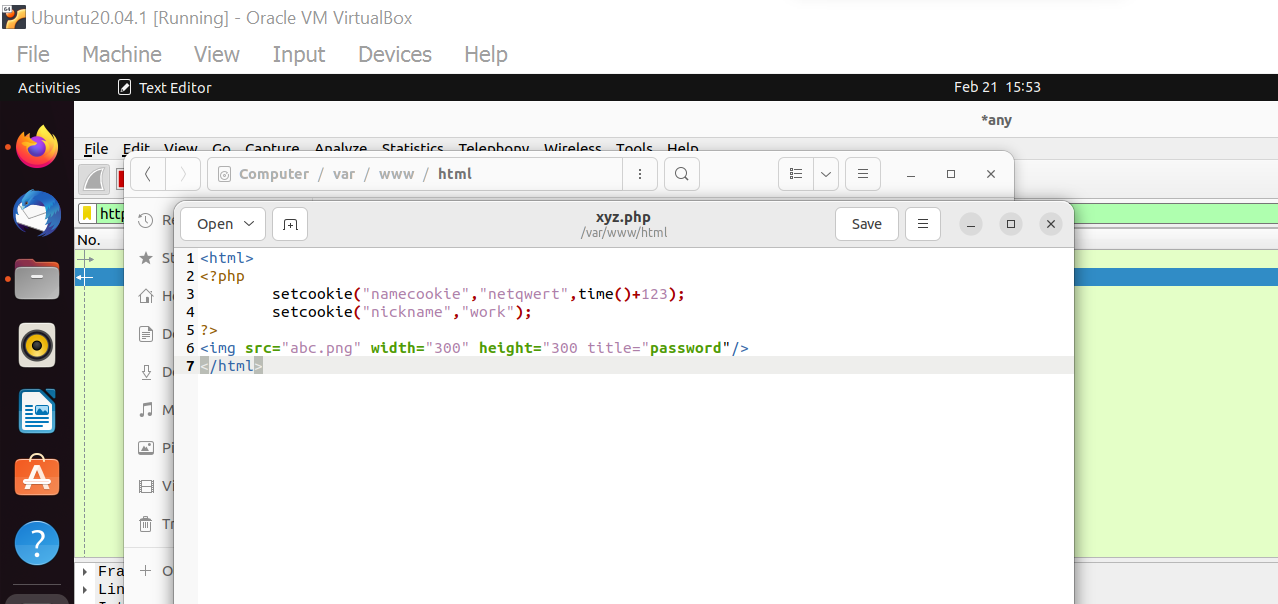 Ubuntu20.04.1 [Running] - Oracle VM VirtualBox
File Machine View Input Devices Help
Activities Text Editor Feb 21 15:53
*any
File Edit View Go Capture Analyze Statistics Telephony Wireless Tools Help
Computer / var / www / html
Open xyz.php Save
/var/www/html
No.
1 <html>
2 <?php
3 setcookie("namecookie","netqwert",time()+123);
4 setcookie("nickname","work");
5 ?>
6 <img src="abc.png" width="300" height="300 title="password"/>
7 </html>